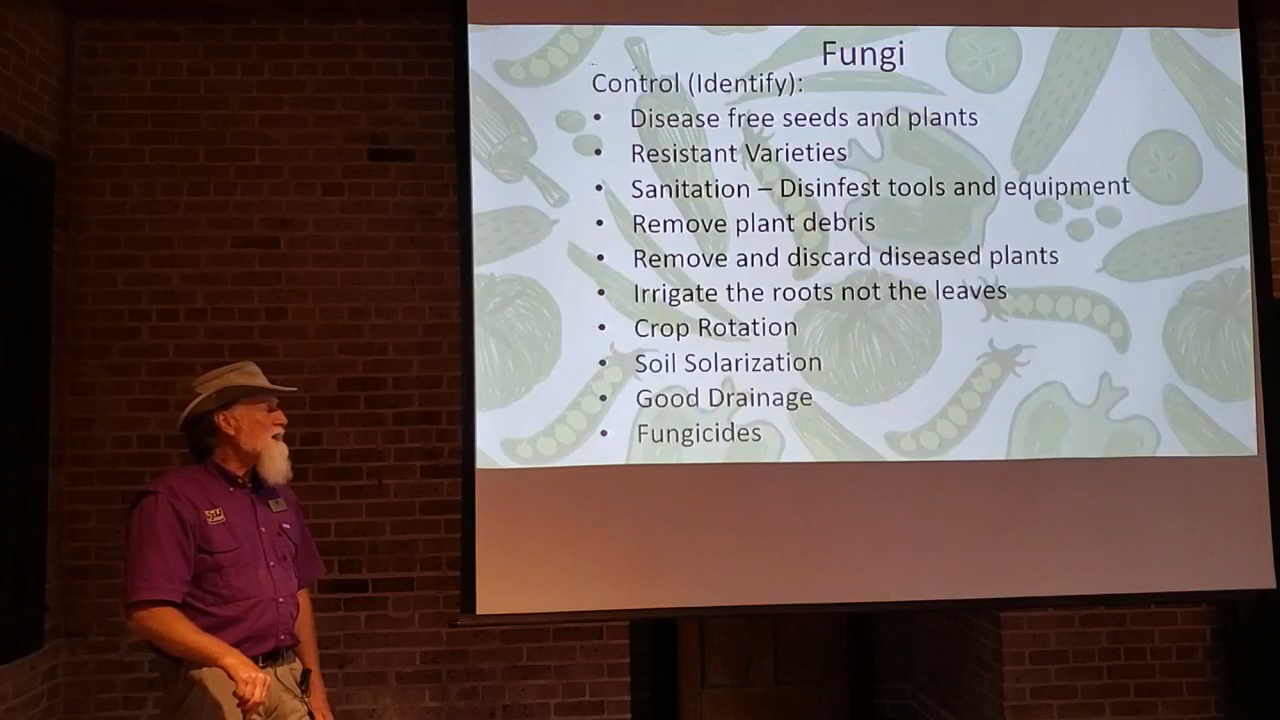 Fungi
Control (Identify):
• Disease free seeds and plants
• Resistant Varieties
• Sanitation – Disinfest tools and equipment
• Remove plant debris
• Remove and discard diseased plants
• Irrigate the roots not the leaves
• Crop Rotation
• Soil Solarization
• Good Drainage
• Fungicides